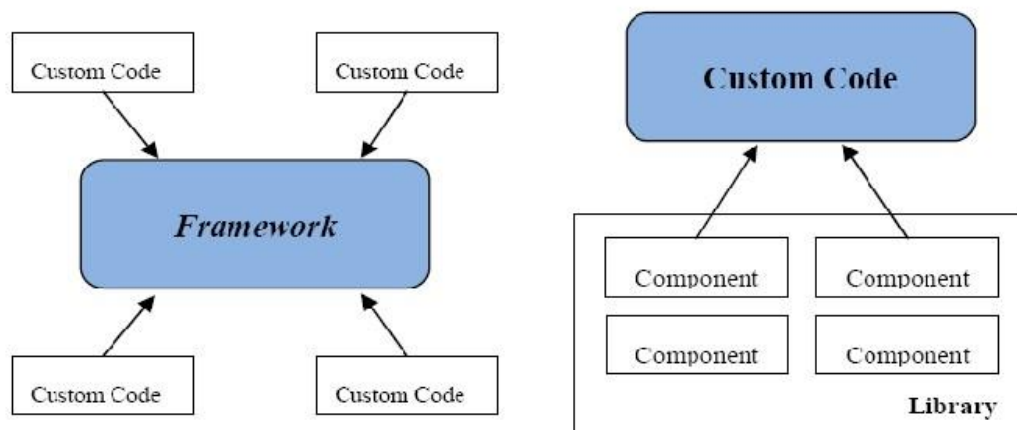 Custom Code
Custom Code
Framework
Custom Code
Custom Code
Custom Code
Component
Component
Component
Component
Library